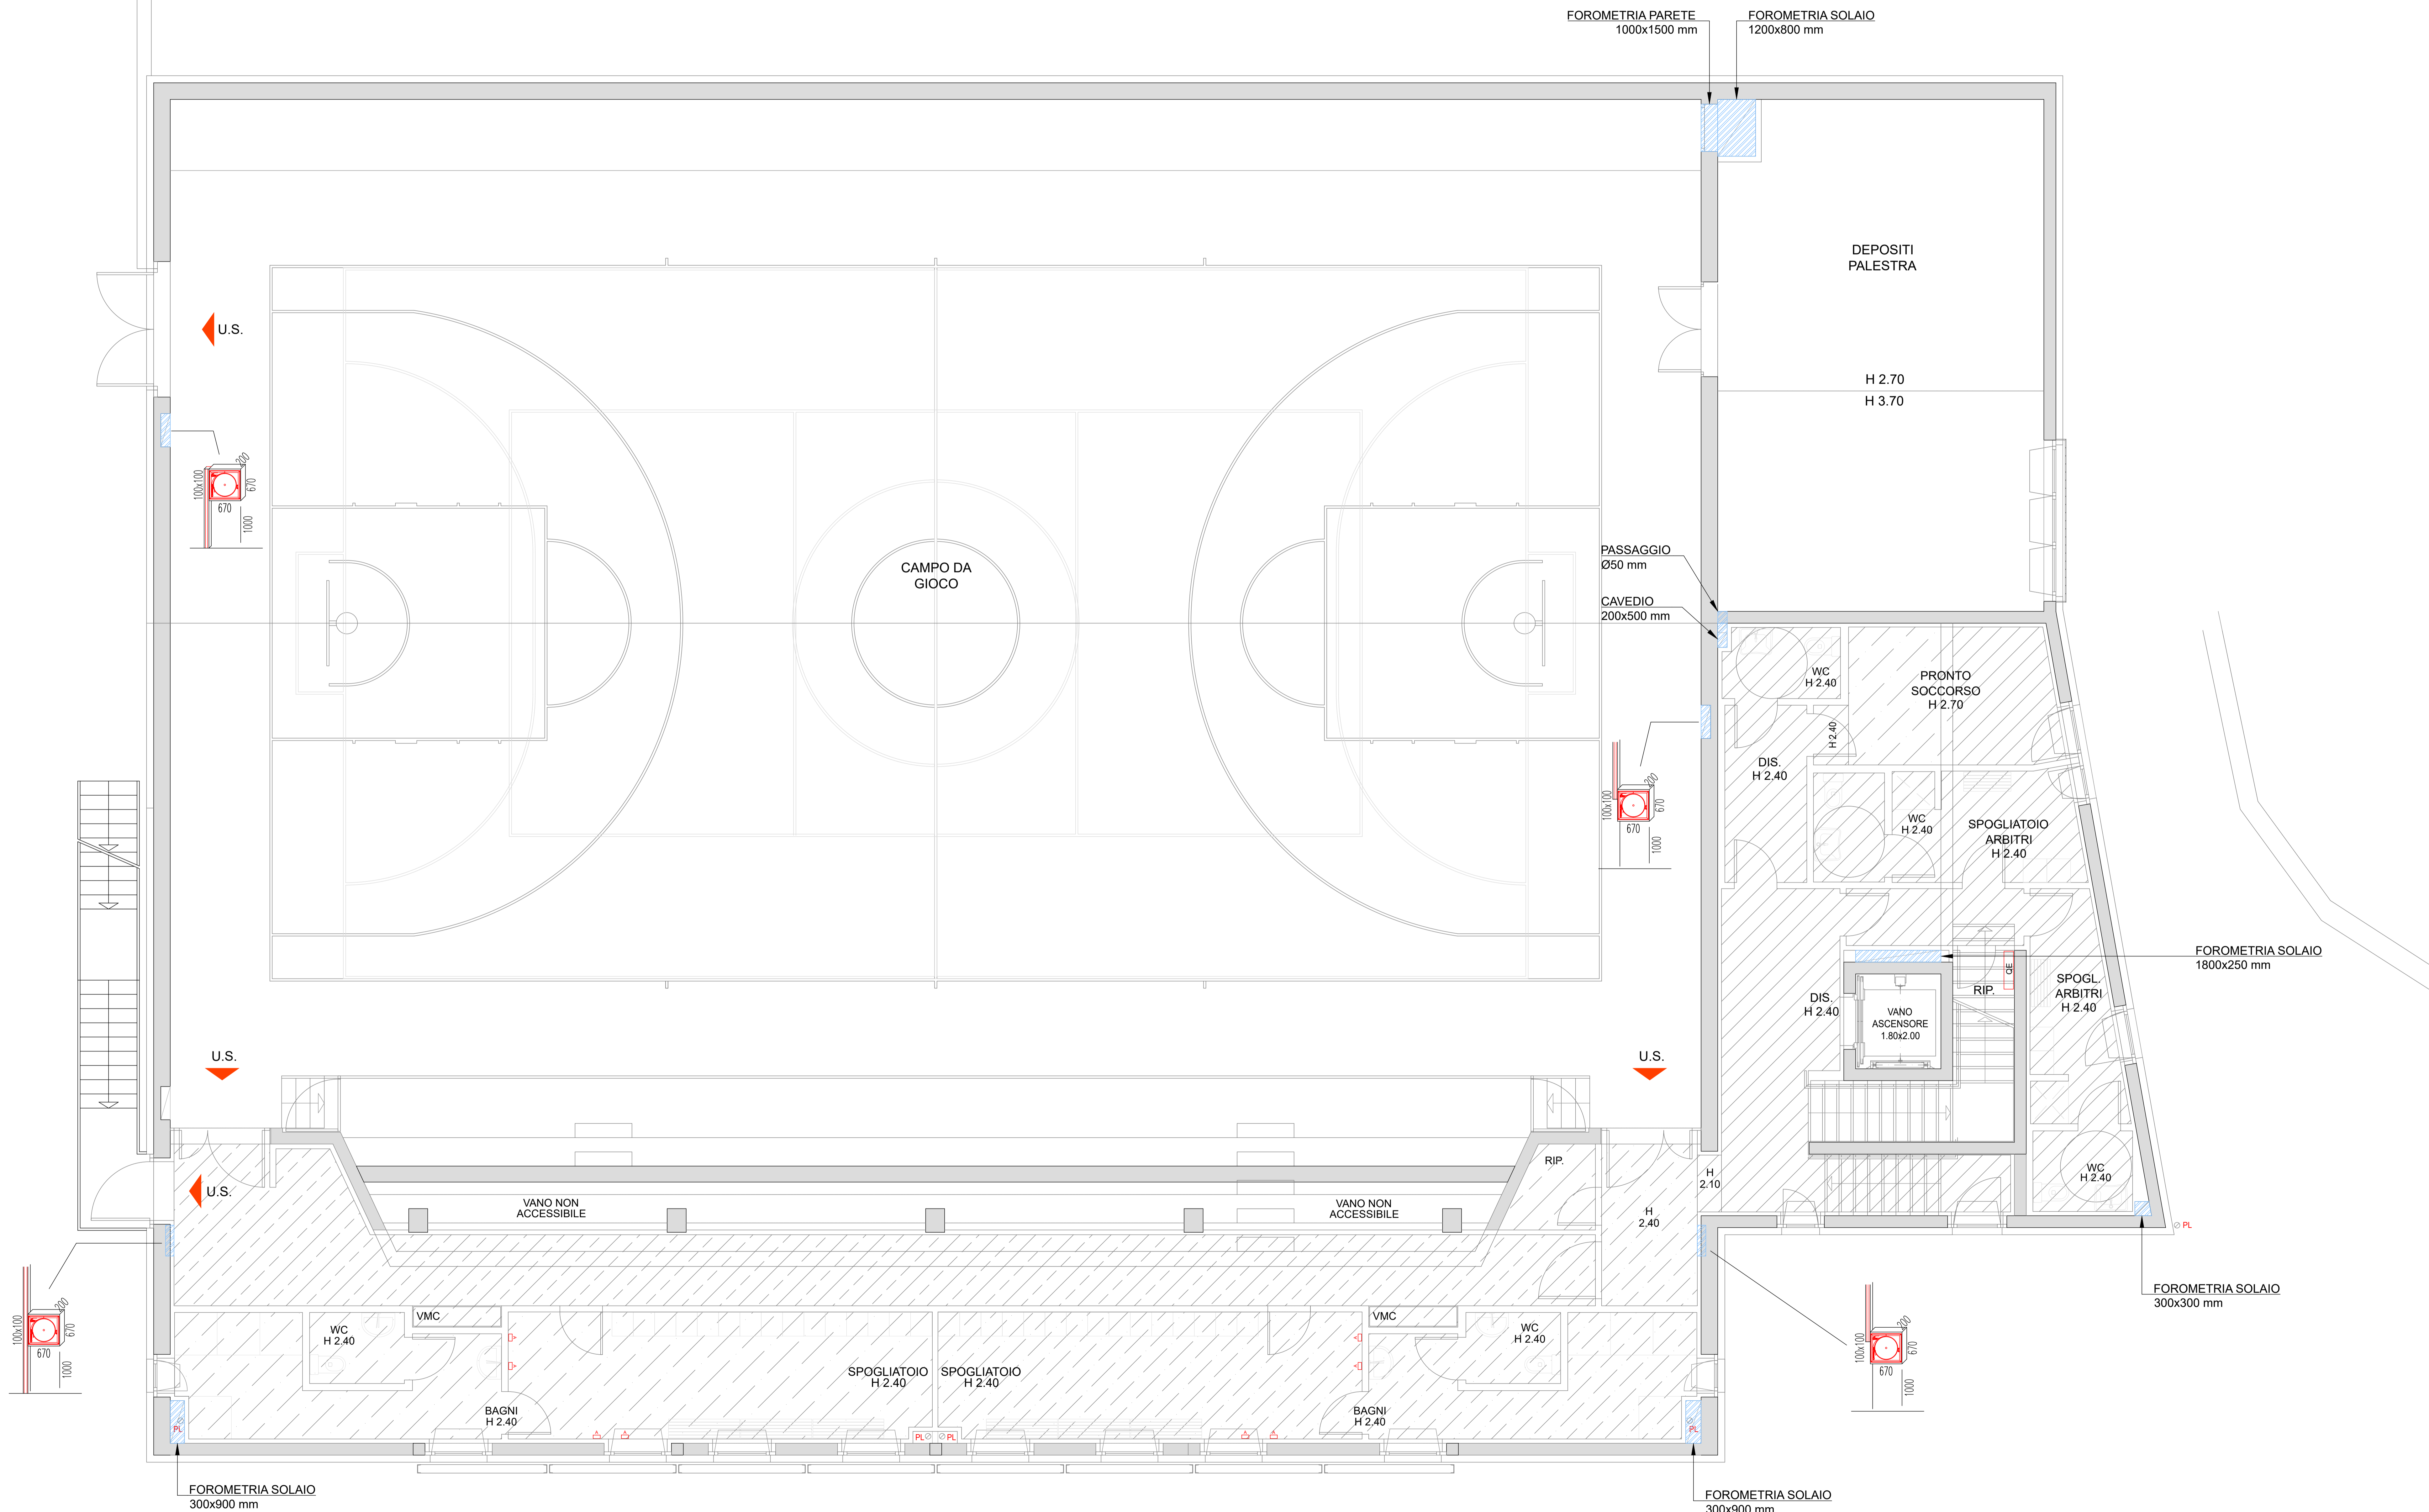 FOROMETRIA PARETE
1000x1500 mm
FOROMETRIA SOLAIO
1200x800 mm
DEPOSITI
PALESTRA
U.S.
H 2.70
H 3.70
100x100
200
670
670
1000
PASSAGGIO
Ø50 mm
CAMPO DA
GIOCO
CAVEDIO
200x500 mm
WC
H 2.40
PRONTO
SOCCORSO
H 2.70
H 2.40
DIS.
H 2.40
100x100
200
670
670
1000
WC
H 2.40
SPOGLIATOIO
ARBITRI
H 2.40
FOROMETRIA SOLAIO
1800x250 mm
QE
RIP.
SPOGL.
ARBITRI
H 2.40
DIS.
H 2.40
VANO
ASCENSORE
1.80x2.00
U.S.
U.S.
RIP.
H
2.10
WC
H 2.40
U.S.
VANO NON
ACCESSIBILE
VANO NON
ACCESSIBILE
H
2.40
PL
FOROMETRIA SOLAIO
300x300 mm
100x100
200
670
670
1000
WC
H 2.40
VMC
VMC
WC
H 2.40
100x100
200
670
670
1000
SPOGLIATOIO
H 2.40
SPOGLIATOIO
H 2.40
BAGNI
H 2.40
BAGNI
H 2.40
PL
PL
PL
PL
FOROMETRIA SOLAIO
300x900 mm
FOROMETRIA SOLAIO
300x900 mm